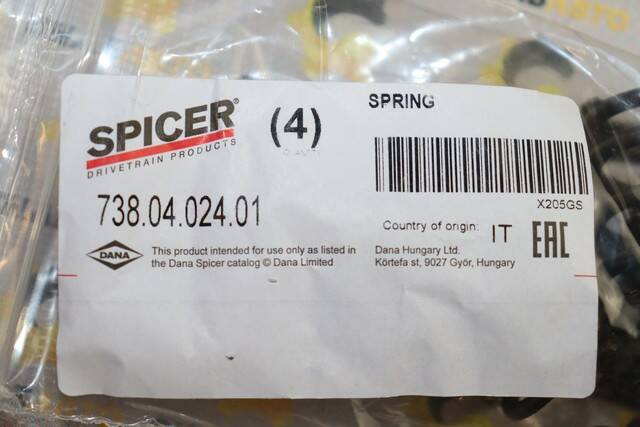 АВТО
SPICER®
DRIVETRAIN PRODUCTS
(4)
SPRING
X205GS
738.04.024.01
Country of origin: IT
EAC
DANA
This product intended for use only as listed in
the Dana Spicer catalog © Dana Limited
Dana Hungary Ltd.
Körtefa st, 9027 Győr, Hungary